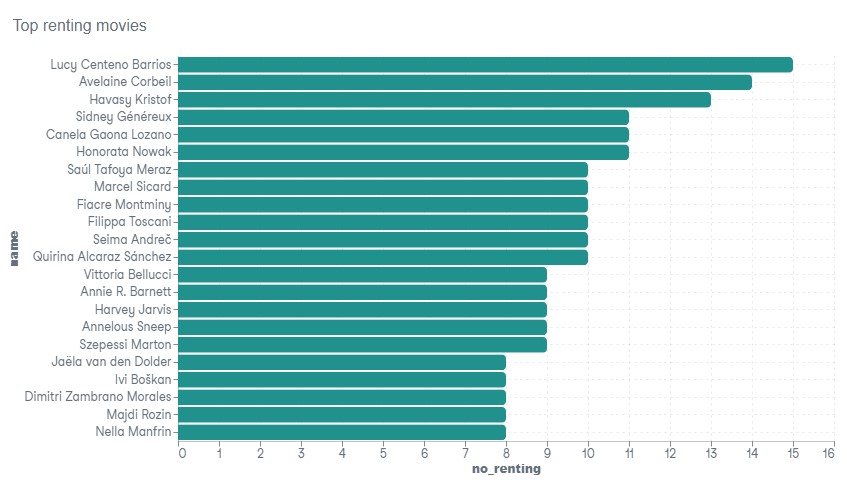 Top renting movies
name
Lucy Centeno Barrios
Avelaine Corbeil
Havasy Kristof
Sidney Généreux
Canela Gaona Lozano
Honorata Nowak
Saúl Tafoya Meraz
Marcel Sicard
Fiacre Montminy
Filippa Toscani
Seima Andreč
Quirina Alcaraz Sánchez
Vittoria Bellucci
Annie R. Barnett
Harvey Jarvis
Annelous Sneep
Szepessi Marton
Jaëla van den Dolder
Ivi Boškan
Dimitri Zambrano Morales
Majdi Rozin
Nella Manfrin
0 1 2 3 4 5 6 7 8 9 10 11 12 13 14 15 16
no_renting